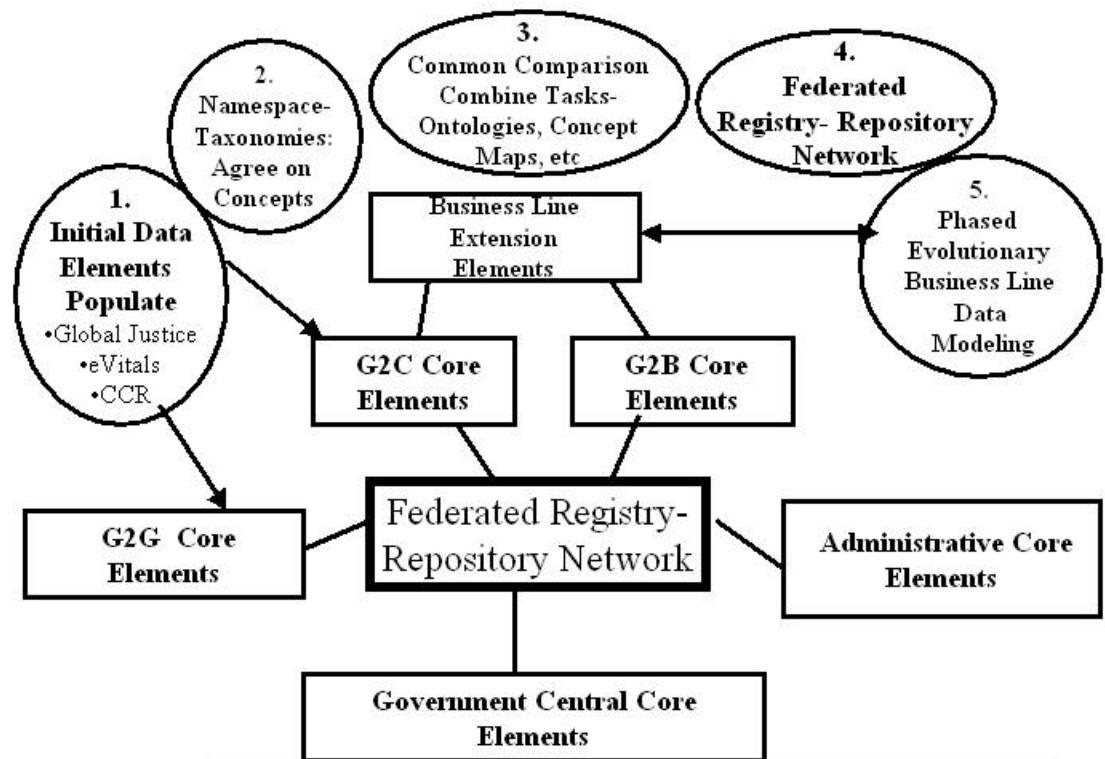 1.
Initial Data
Elements
Populate
•Global Justice
•eVitals
•CCR
2.
Namespace-
Taxonomies:
Agree on
Concepts
3.
Common Comparison
Combine Tasks-
Ontologies, Concept
Maps, etc
4.
Federated
Registry- Repository
Network
5.
Phased
Evolutionary
Business Line
Data
Modeling
Business Line
Extension
Elements
G2C Core
Elements
G2B Core
Elements
G2G Core
Elements
Federated Registry-
Repository Network
Administrative Core
Elements
Government Central Core
Elements